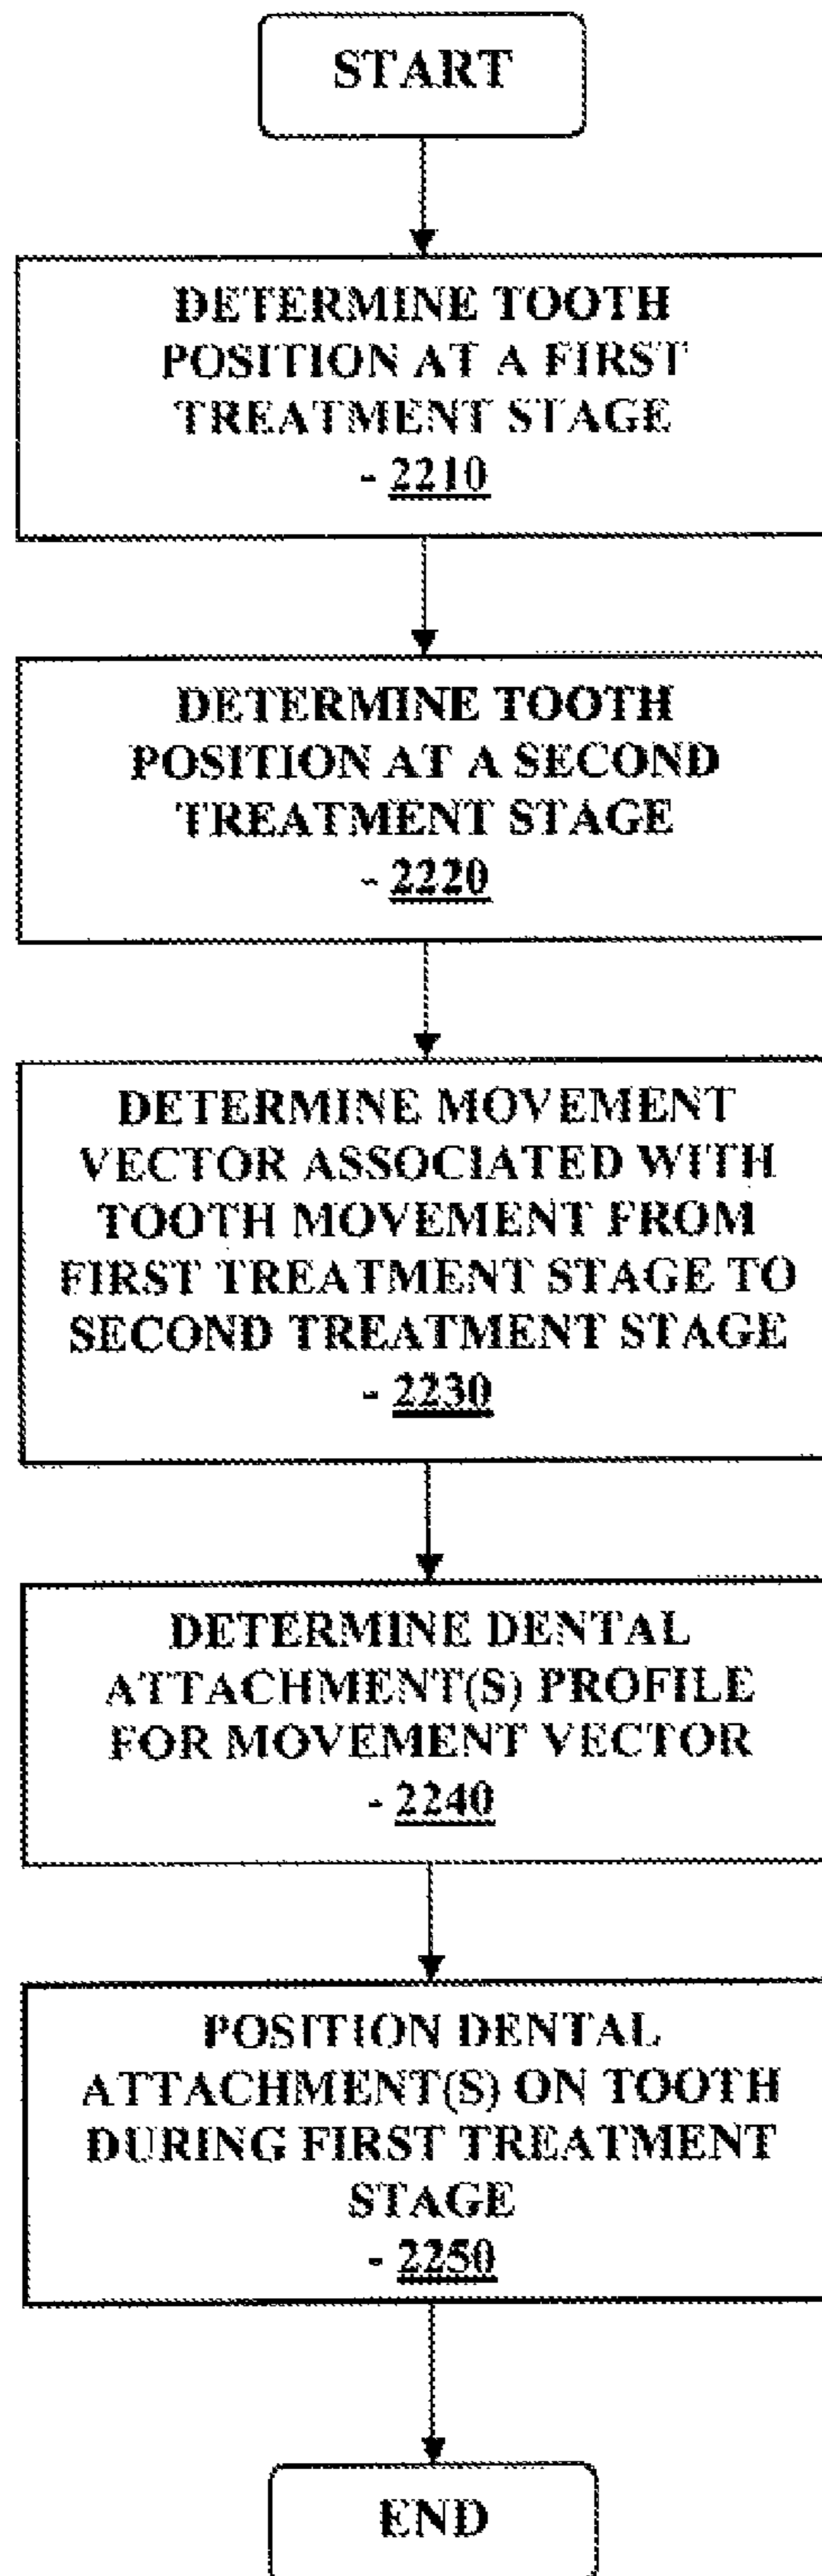 START
DETERMINE TOOTH
POSITION AT A FIRST
TREATMENT STAGE
- 2210
DETERMINE TOOTH
POSITION AT A SECOND
TREATMENT STAGE
- 2220
DETERMINE MOVEMENT
VECTOR ASSOCIATED WITH
TOOTH MOVEMENT FROM
FIRST TREATMENT STAGE TO
SECOND TREATMENT STAGE
- 2230
DETERMINE DENTAL
ATTACHMENT(S) PROFILE
FOR MOVEMENT VECTOR
- 2240
POSITION DENTAL
ATTACHMENT(S) ON TOOTH
DURING FIRST TREATMENT
STAGE
- 2250
END